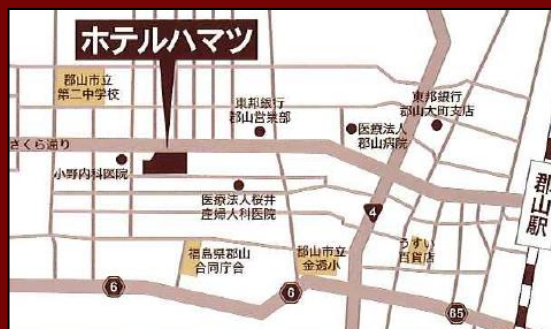 ホテルハマツ
郡山市立
第二中学校
東邦銀行
郡山営業部
東邦銀行
郡山大町支店
医療法人
郡山病院
さくら通り
小野内科医院
医療法人桜井
産婦人科医院
4
郡山駅
福島県郡山
合同庁舎
郡山市立
金透小
うすい
百貨店
6
6
65